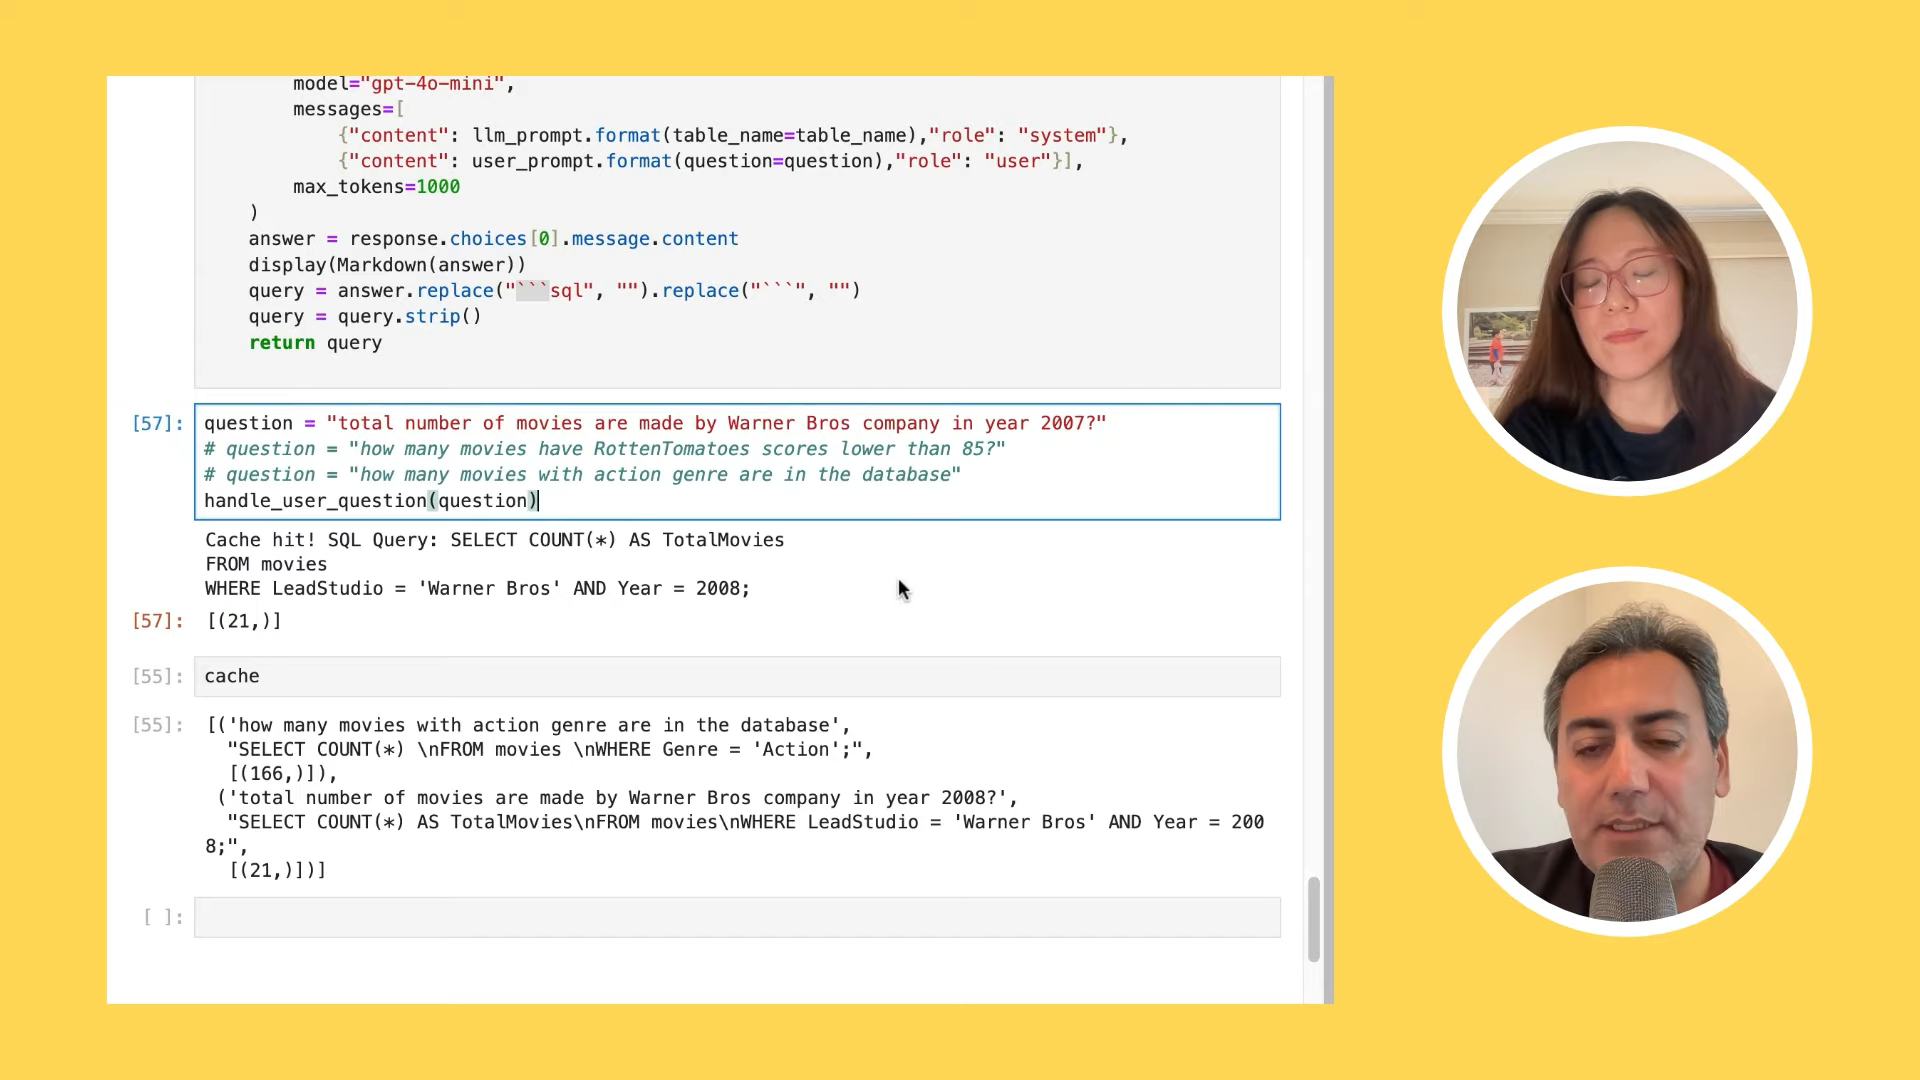 model="gpt-4o-mini",
messages=[
{"content": llm_prompt.format(table_name=table_name),"role": "system"},
{"content": user_prompt.format(question=question),"role": "user"}],
max_tokens=1000
)
answer = response.choices[0].message.content
display(Markdown(answer))
query = answer.replace("```sql", "").replace("```", "")
query = query.strip()
return query
[57]: question = "total number of movies are made by Warner Bros company in year 2007?"
# question = "how many movies have RottenTomatoes scores lower than 85?"
# question = "how many movies with action genre are in the database"
handle_user_question(question)
Cache hit! SQL Query: SELECT COUNT(*) AS TotalMovies
FROM movies
WHERE LeadStudio = 'Warner Bros' AND Year = 2008;
[57]: [(21,)]
[55]: cache
[55]: [('how many movies with action genre are in the database',
"SELECT COUNT(*) \nFROM movies \nWHERE Genre = 'Action';",
[(166,)]),
('total number of movies are made by Warner Bros company in year 2008?',
"SELECT COUNT(*) AS TotalMovies\nFROM movies\nWHERE LeadStudio = 'Warner Bros' AND Year = 200
8;",
[(21,)])]
[ ]: